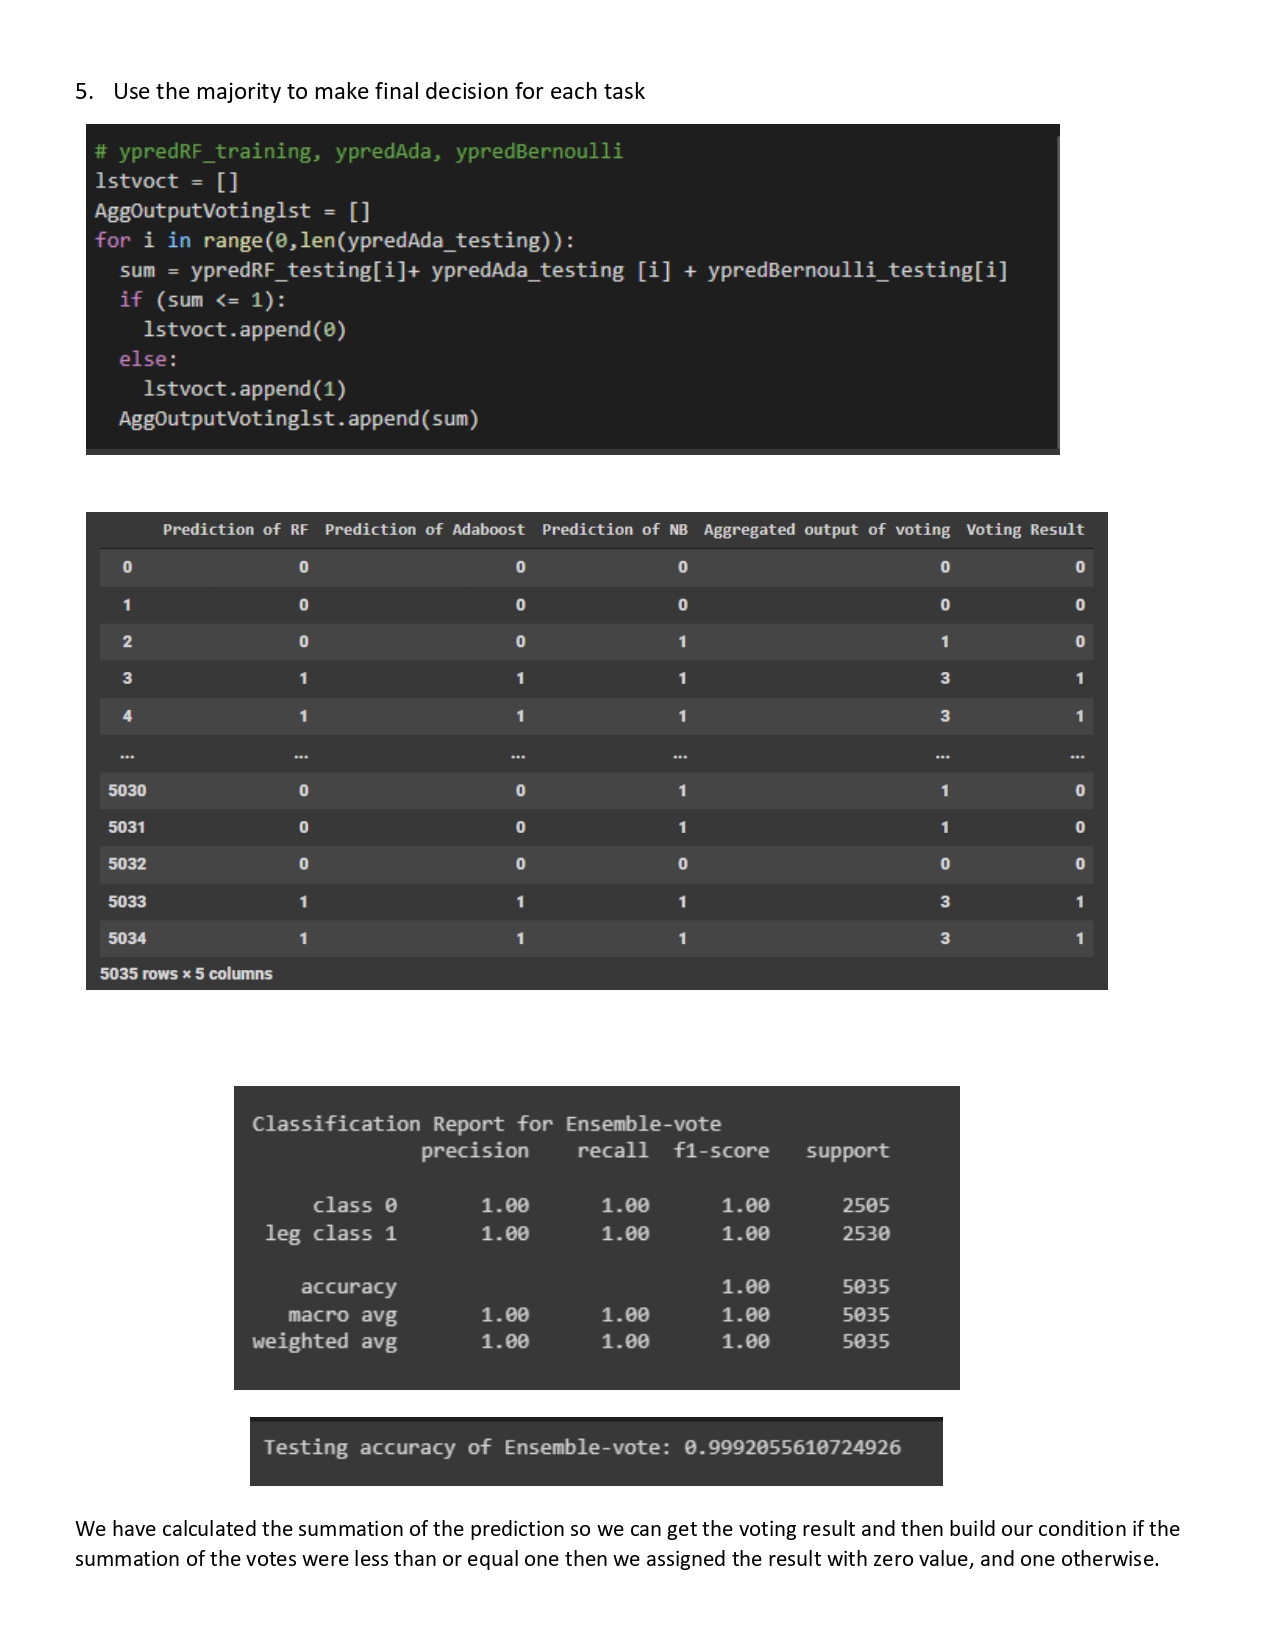 5. Use the majority to make final decision for each task
# ypredRF_training, ypredAda, ypredBernoulli
lstvoct = []
AggOutputVotinglst = []
for i in range(0,len(ypredAda_testing)):
  sum = ypredRF_testing[i]+ ypredAda_testing [i] + ypredBernoulli_testing[i]
  if (sum <= 1):
    lstvoct.append(0)
  else:
    lstvoct.append(1)
  AggOutputVotinglst.append(sum)
Prediction of RF Prediction of Adaboost Prediction of NB Aggregated output of voting Voting Result
0 0 0 0 0 0
1 0 0 0 0 0
2 0 0 1 1 0
3 1 1 1 3 1
4 1 1 1 3 1
... ... ... ... ... ...
5030 0 0 1 1 0
5031 0 0 1 1 0
5032 0 0 0 0 0
5033 1 1 1 3 1
5034 1 1 1 3 1
5035 rows × 5 columns
Classification Report for Ensemble-vote
precision recall f1-score support
class 0 1.00 1.00 1.00 2505
leg class 1 1.00 1.00 1.00 2530
accuracy 1.00 5035
macro avg 1.00 1.00 1.00 5035
weighted avg 1.00 1.00 1.00 5035
Testing accuracy of Ensemble-vote: 0.9992055610724926
We have calculated the summation of the prediction so we can get the voting result and then build our condition if the
summation of the votes were less than or equal one then we assigned the result with zero value, and one otherwise.